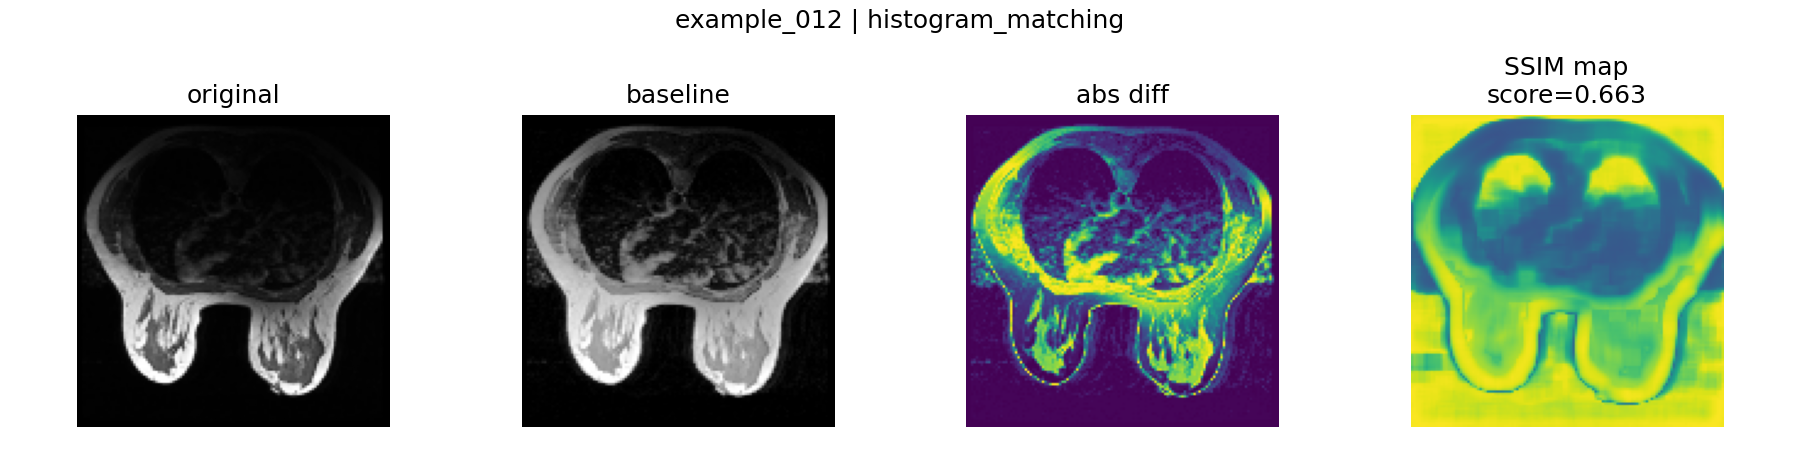 example_012 | histogram_matching
original
baseline
abs diff
SSIM map
score=0.663